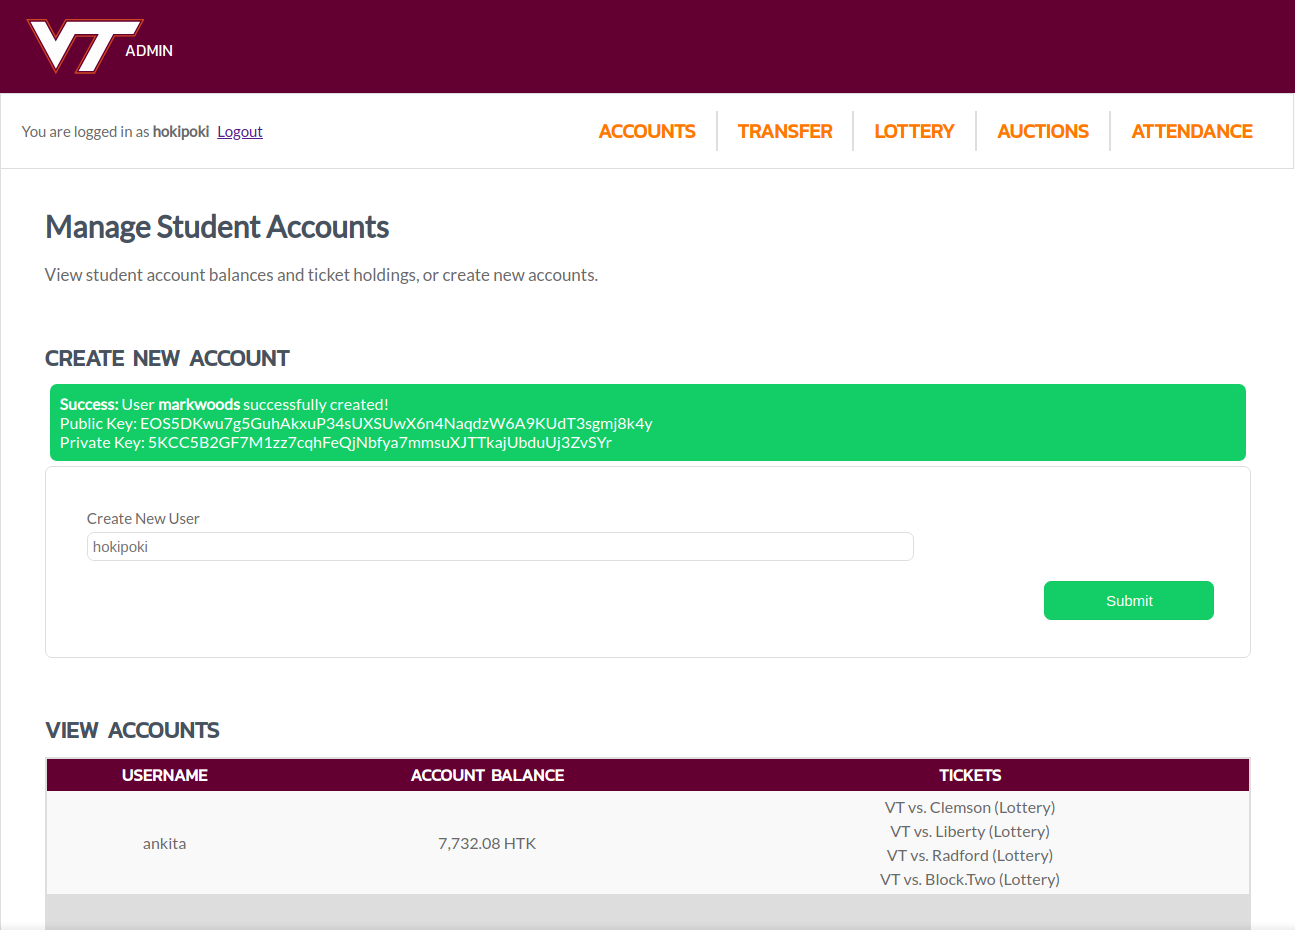 VT ADMIN
You are logged in as hokipoki Logout
ACCOUNTS TRANSFER LOTTERY AUCTIONS ATTENDANCE
Manage Student Accounts
View student account balances and ticket holdings, or create new accounts.
CREATE NEW ACCOUNT
Success: User markwoods successfully created!
Public Key: EOS5DKwu7g5GuhAkxuP34sUXSUwX6n4NaqdzW6A9KUdT3sgmj8k4y
Private Key: 5KCC5B2GF7M1zz7cqhFeQjNbfya7mmsuXJTTkajUbduUj3ZvSYr
Create New User
hokipoki
Submit
VIEW ACCOUNTS
USERNAME ACCOUNT BALANCE TICKETS
VT vs. Clemson (Lottery)
VT vs. Liberty (Lottery)
ankita 7,732.08 HTK
VT vs. Radford (Lottery)
VT vs. Block.Two (Lottery)